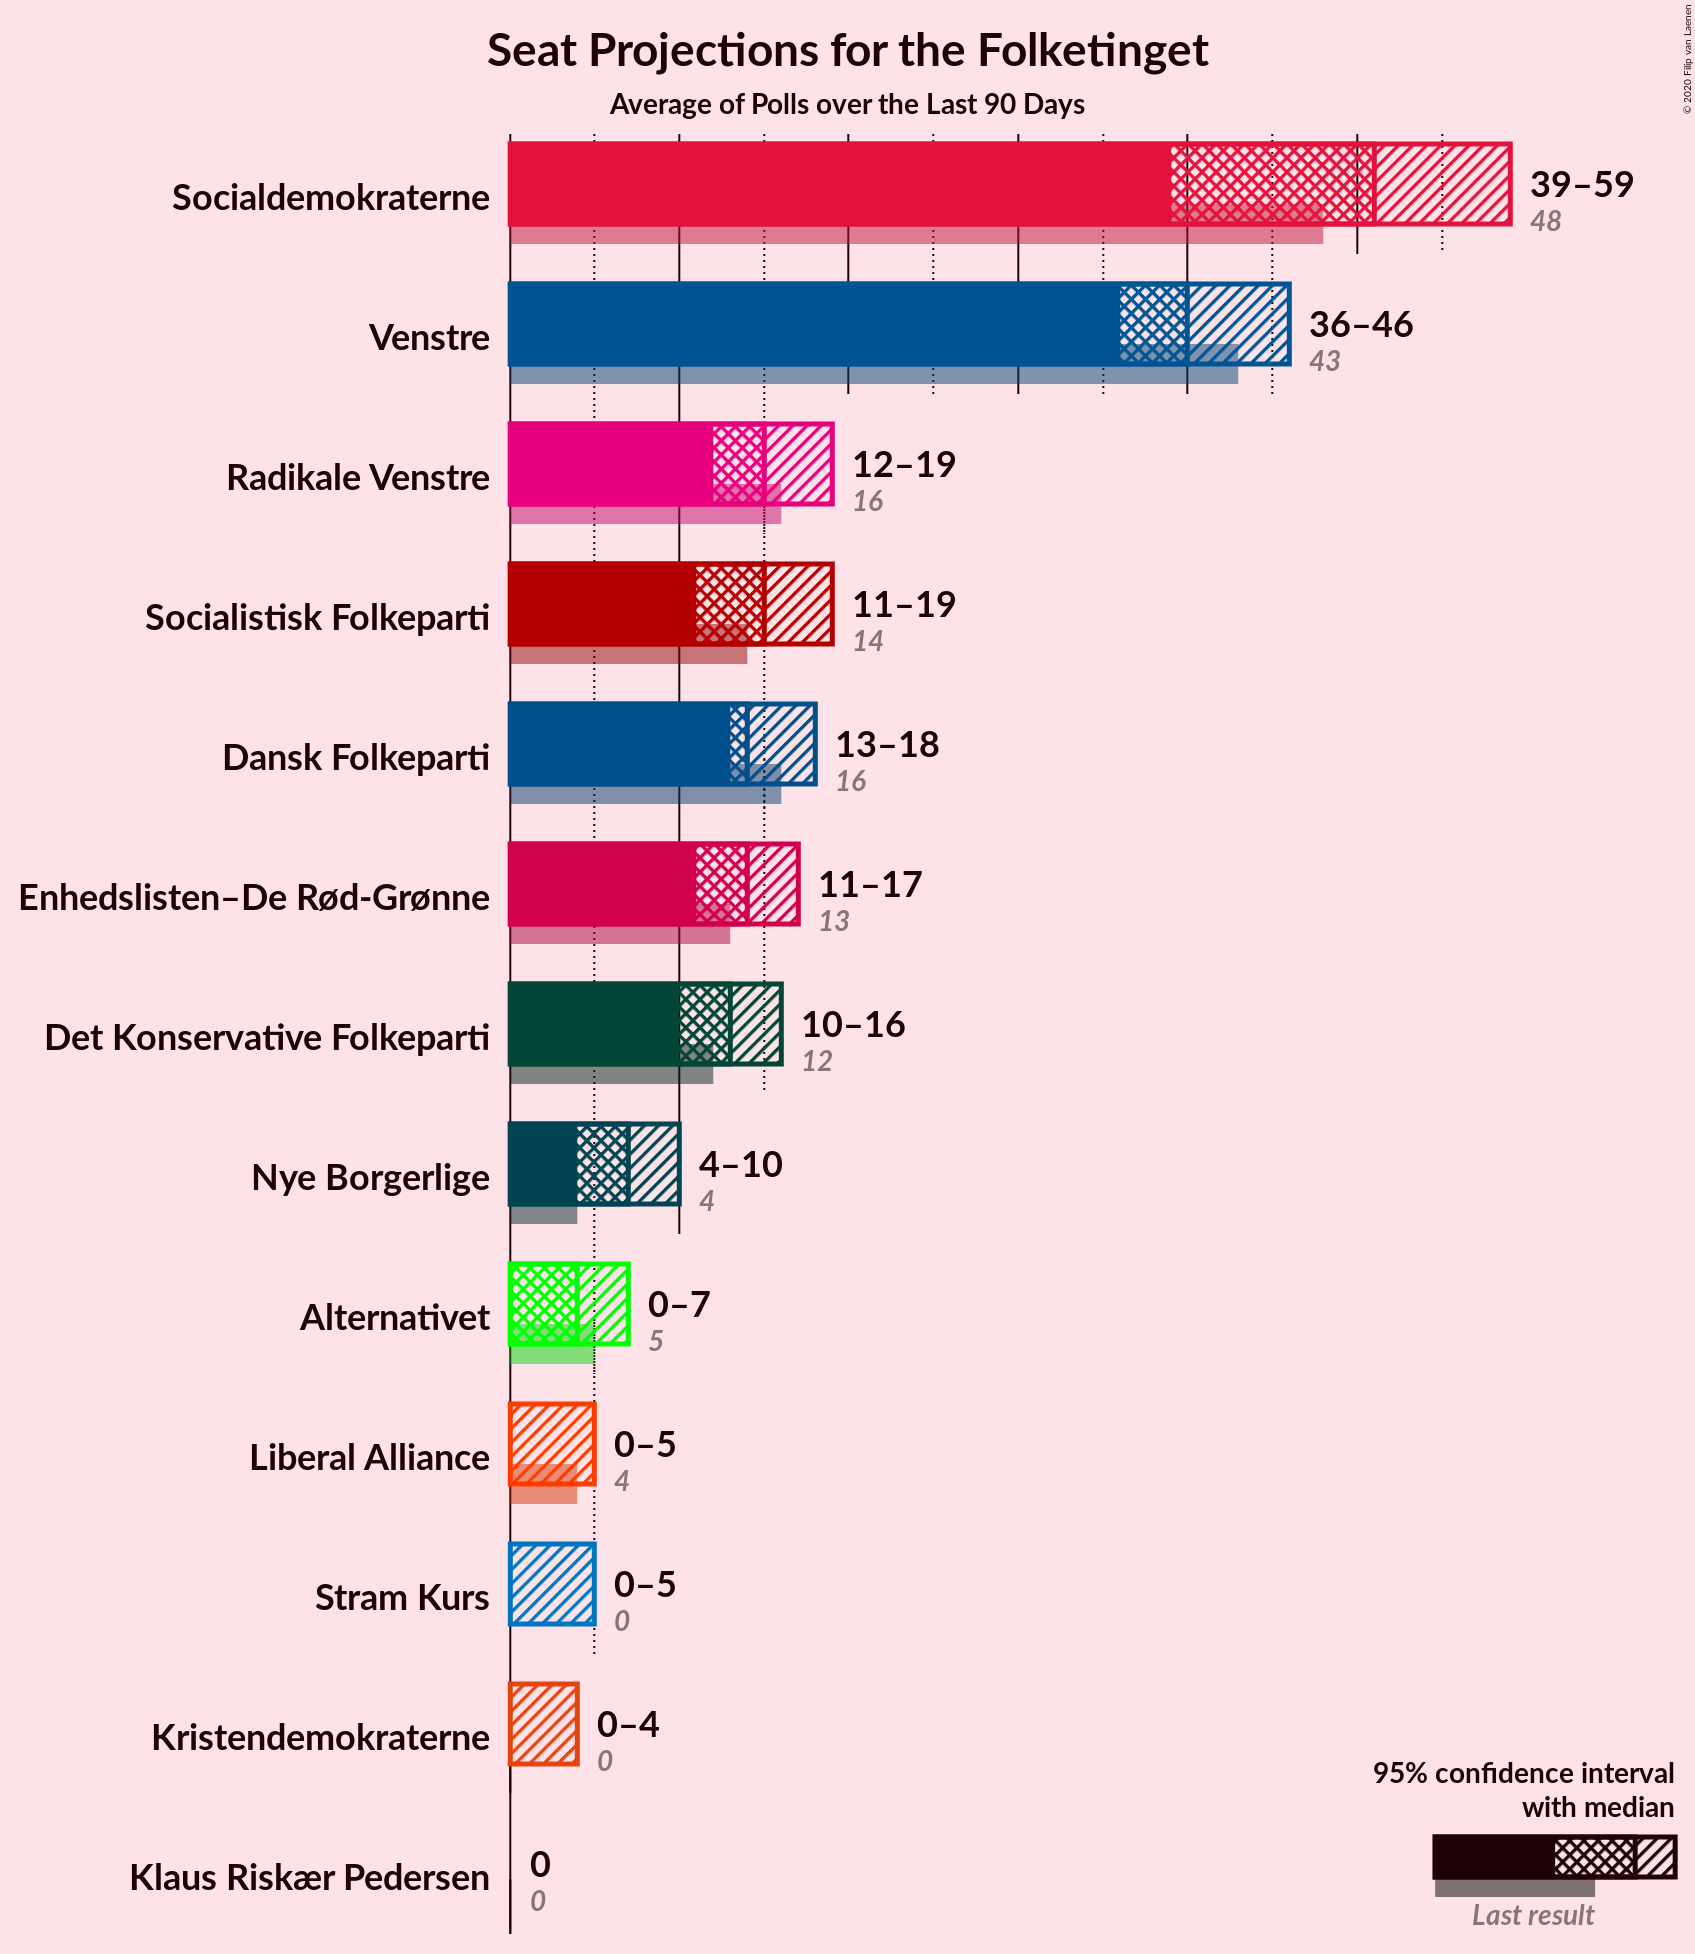 Seat Projections for the Folketinget
Average of Polls over the Last 90 Days
© 2020 Filip van Laenen
Socialdemokraterne
39–59
48
Venstre
36–46
43
Radikale Venstre
12–19
16
Socialistisk Folkeparti
11–19
14
Dansk Folkeparti
13–18
16
Enhedslisten–De Rød-Grønne
11–17
13
Det Konservative Folkeparti
10–16
12
Nye Borgerlige
4–10
4
Alternativet
0–7
5
Liberal Alliance
0–5
4
Stram Kurs
0–5
0
Kristendemokraterne
0–4
0
Klaus Riskær Pedersen
0
0
95% confidence interval
with median
Last result